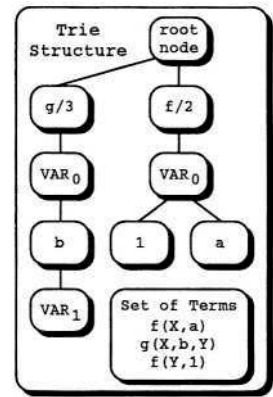 Trie
Structure
root
node
g/3
f/2
VAR0
VAR0
b
1
a
VAR1
Set of Terms
f(X,a)
g(X,b,Y)
f(Y,1)